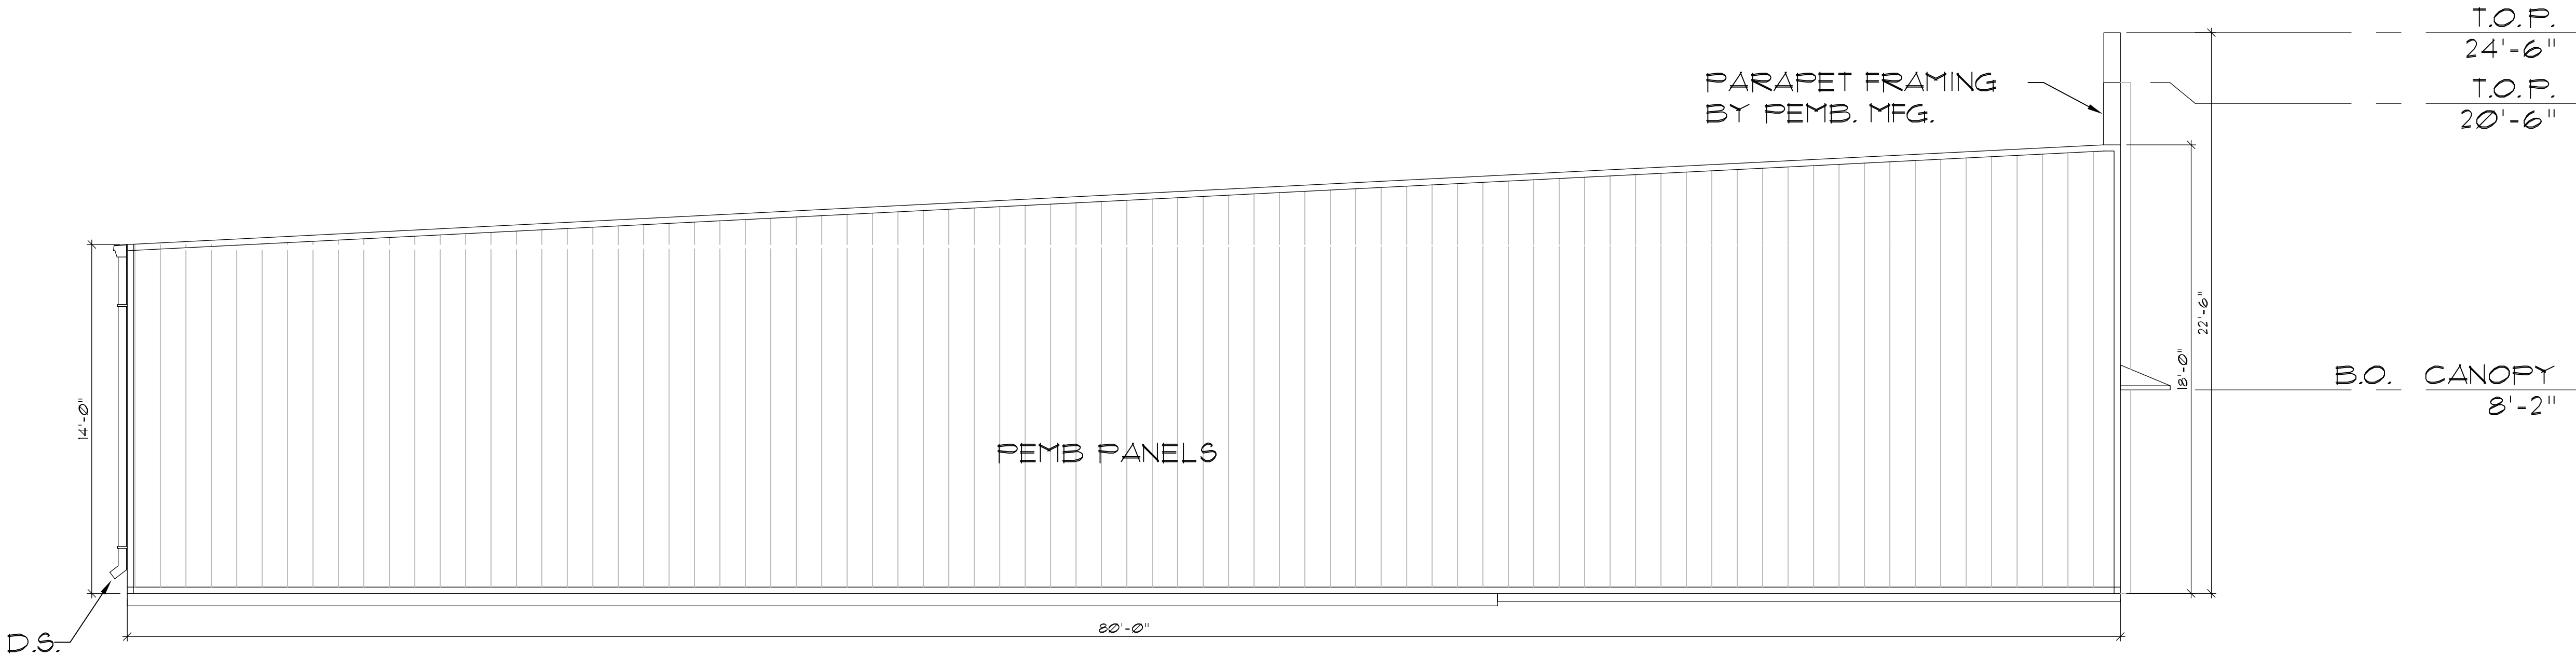 T.O.P.
24'-6"
PARAPET FRAMING
BY PEMB. MFG.
T.O.P.
20'-6"
22'-6"
18'-0"
B.O. CANOPY
8'-2"
14'-0"
PEMB PANELS
80'-0"
D.S.